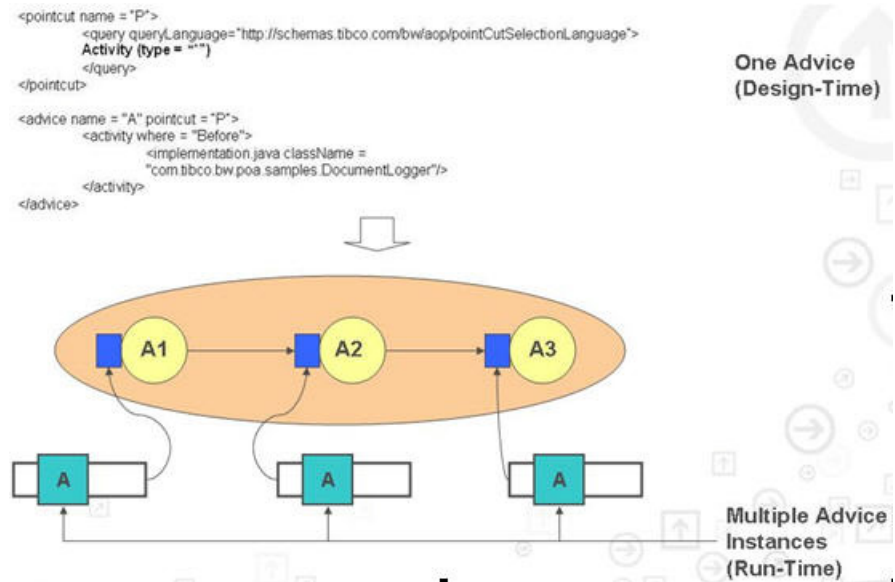 <pointcut name = "P">
<query queryLanguage="http://schemas.tibco.com/bw/aop/pointCutSelectionLanguage">
Activity (type = "*")
</query>
</pointcut>
<advice name = "A" pointcut = "P">
<activity where = "Before">
<implementation.java className =
"com.tibco.bw.poa.samples.DocumentLogger"/>
</activity>
</advice>
One Advice
(Design-Time)
A1
A2
A3
A
A
A
Multiple Advice
Instances
(Run-Time)